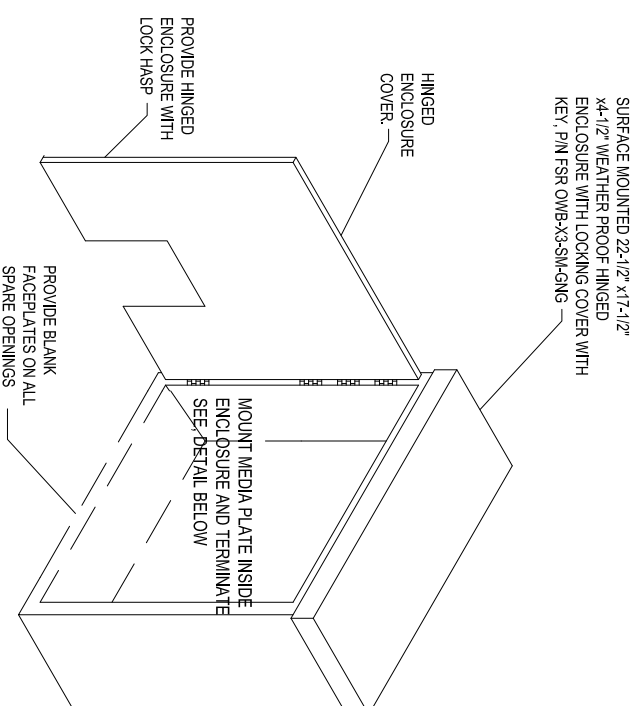 SURFACE MOUNTED 22-1/2" x17-1/2"
x4-1/2" WEATHER PROOF HINGED
ENCLOSURE WITH LOCKING COVER WITH
KEY, P/N FSR OWB-X3-SM-GNG
HINGED
ENCLOSURE
COVER.
PROVIDE HINGED
ENCLOSURE WITH
LOCK HASP
MOUNT MEDIA PLATE INSIDE
ENCLOSURE AND TERMINATE
SEE, DETAIL BELOW
PROVIDE BLANK
FACEPLATES ON ALL
SPARE OPENINGS